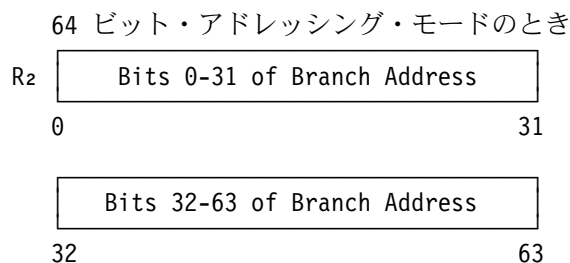 64 ビット・アドレッシング・モードのとき
R₂ Bits 0-31 of Branch Address
0 31
Bits 32-63 of Branch Address
32 63